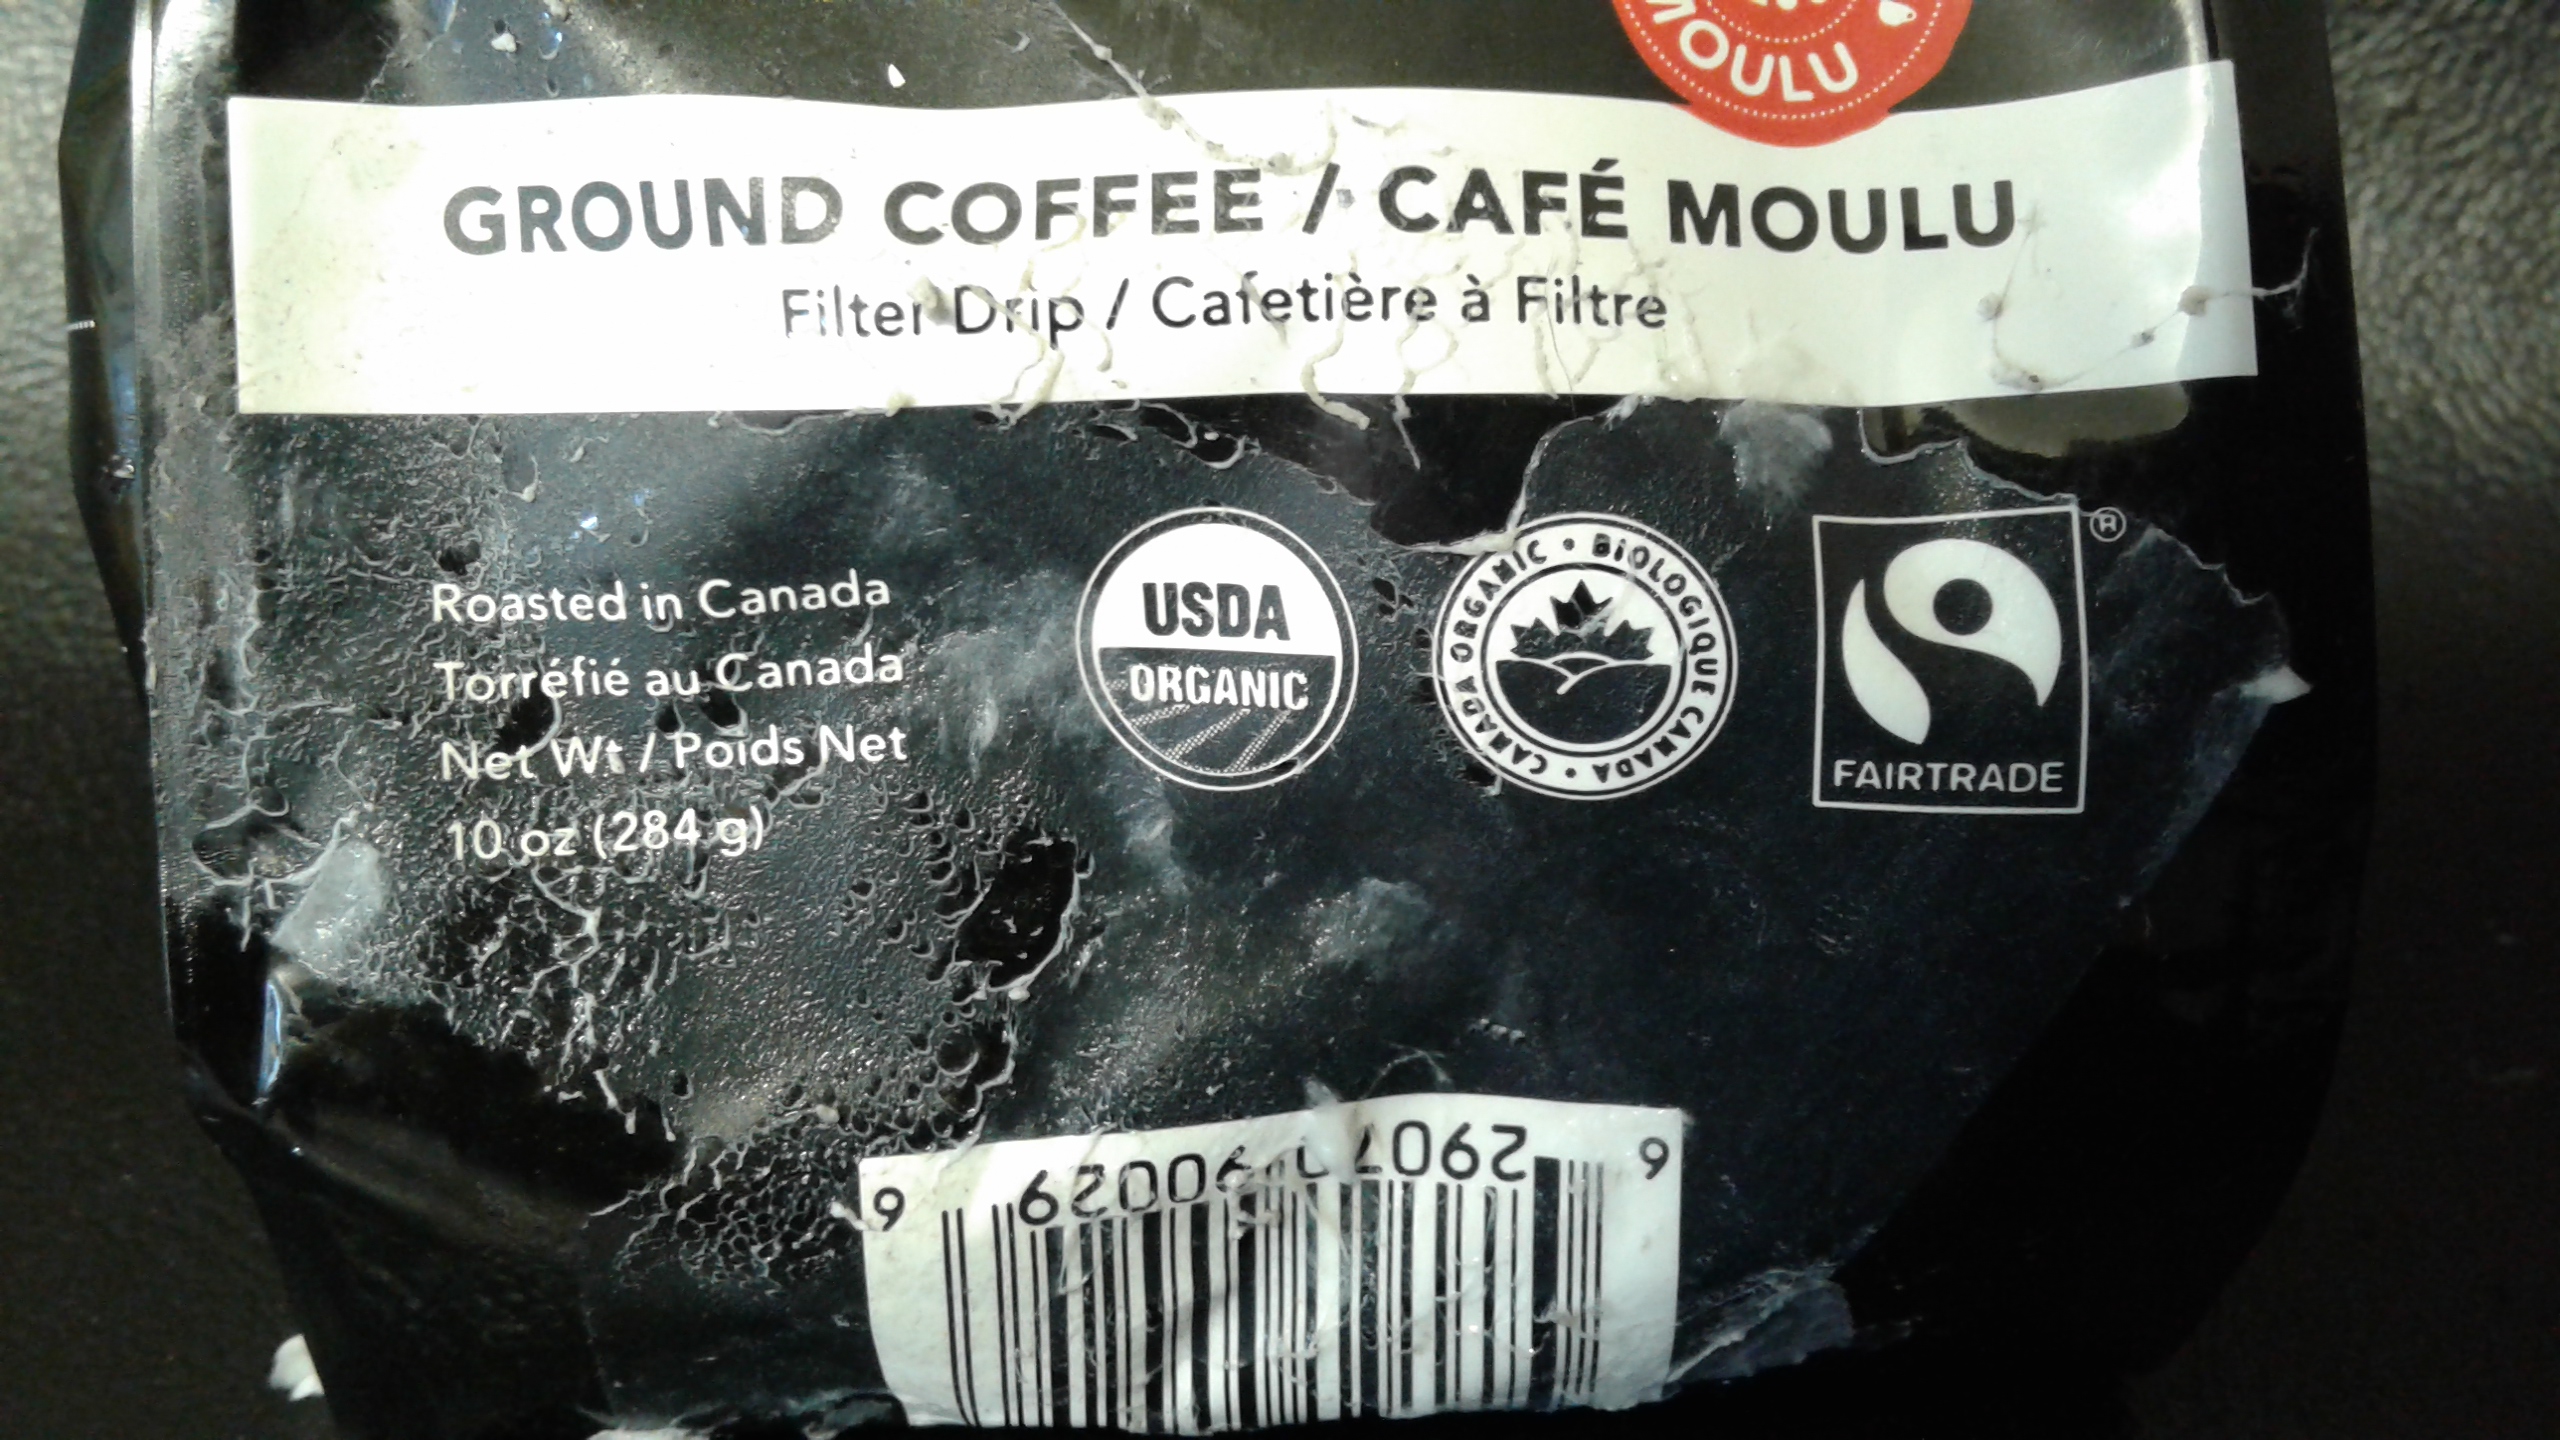 MOULU
GROUND COFFEE / CAFÉ MOULU
Filter Drip / Cafetière à Filtre
Roasted in Canada
Torréfié au Canada
Net Wt / Poids Net
10 oz (284 g)
USDA
ORGANIC
CANADA ORGANIC • BIOLOGIQUE CANADA •
FAIRTRADE ®